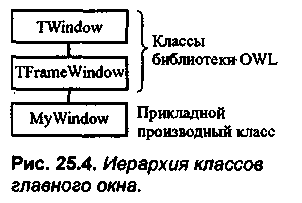 TWindow
TFrameWindow
Классы
библиотеки OWL
MyWindow
Прикладной
производный класс
Рис. 25.4. Иерархия классов
главного окна.